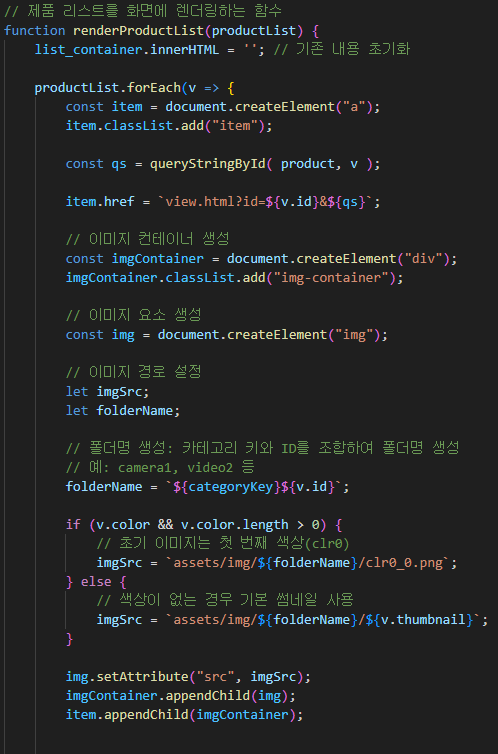 // 제품 리스트를 화면에 렌더링하는 함수
function renderProductList(productList) {
    list_container.innerHTML = ''; // 기존 내용 초기화

    productList.forEach(v => {
        const item = document.createElement("a");
        item.classList.add("item");

        const qs = queryStringById( product, v );

        item.href = `view.html?id=${v.id}&${qs}`;

        // 이미지 컨테이너 생성
        const imgContainer = document.createElement("div");
        imgContainer.classList.add("img-container");

        // 이미지 요소 생성
        const img = document.createElement("img");

        // 이미지 경로 설정
        let imgSrc;
        let folderName;

        // 폴더명 생성: 카테고리 키와 ID를 조합하여 폴더명 생성
        // 예: camera1, video2 등
        folderName = `${categoryKey}${v.id}`;

        if (v.color && v.color.length > 0) {
            // 초기 이미지는 첫 번째 색상(clr0)
            imgSrc = `assets/img/${folderName}/clr0_0.png`;
        } else {
            // 색상이 없는 경우 기본 썸네일 사용
            imgSrc = `assets/img/${folderName}/${v.thumbnail}`;
        }

        img.setAttribute("src", imgSrc);
        imgContainer.appendChild(img);
        item.appendChild(imgContainer);